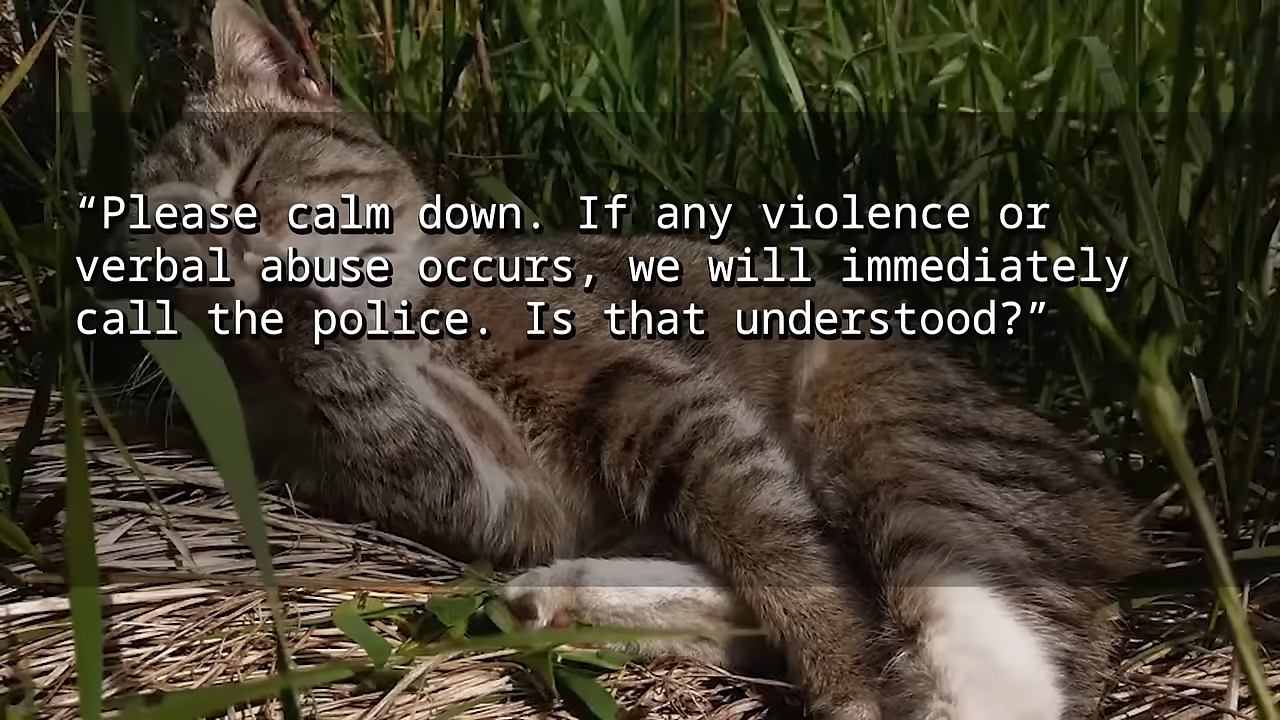 “Please calm down. If any violence or
verbal abuse occurs, we will immediately
call the police. Is that understood?”